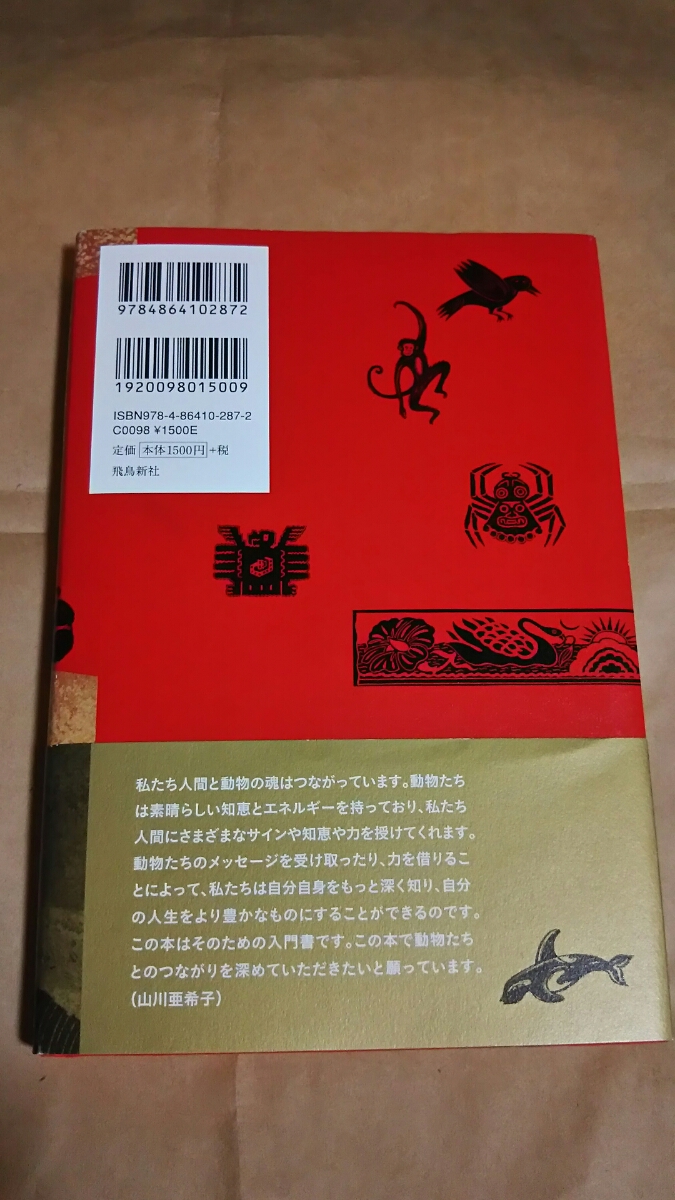 9784864102872
1920098015009
ISBN978-4-86410-287-2
C0098 ¥1500E
定価 本体1500円+税
飛鳥新社
私たち人間と動物の魂はつながっています。動物たち
は素晴らしい知恵とエネルギーを持っており、私たち
人間にさまざまなサインや知恵や力を授けてくれます。
動物たちのメッセージを受け取ったり、力を借りるこ
とによって、私たちは自分自身をもっと深く知り、自分
の人生をより豊かなものにすることができるのです。
この本はそのための入門書です。この本で動物たち
とのつながりを深めていただきたいと願っています。
(山川亜希子)